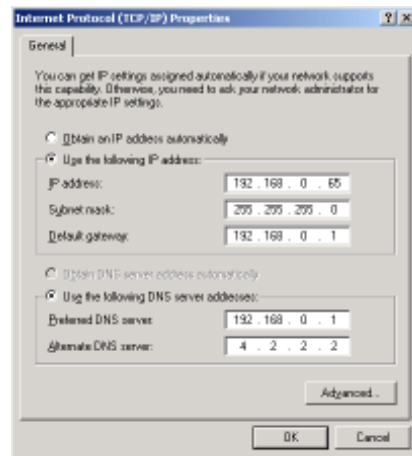 Internet Protocol (TCP/IP) Properties
General
You can get IP settings assigned automatically if your network supports
this capability. Otherwise, you need to ask your network administrator for
the appropriate IP settings.
Obtain an IP address automatically
Use the following IP address:
IP address: 192 . 168 . 0 . 65
Subnet mask: 255 . 255 . 255 . 0
Default gateway: 192 . 168 . 0 . 1
Obtain DNS server address automatically
Use the following DNS server addresses:
Preferred DNS server: 192 . 168 . 0 . 1
Alternate DNS server: 4 . 2 . 2 . 2
Advanced...
OK Cancel